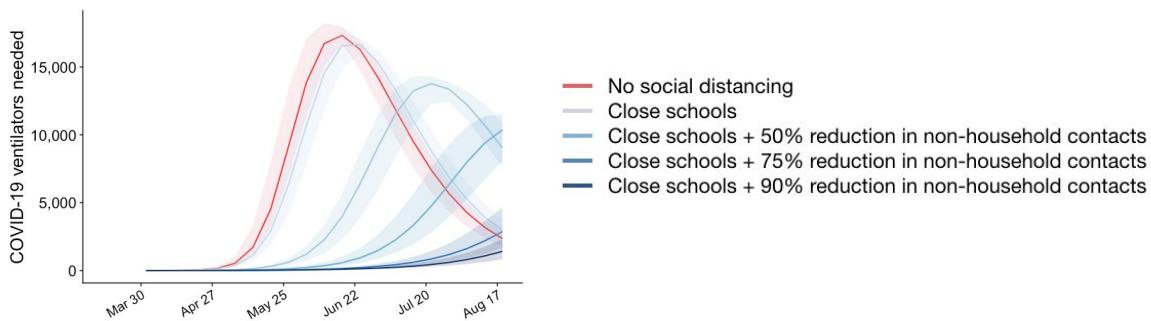 COVID-19 ventilators needed
15,000
10,000
5,000
0
Mar 30
Apr 27
May 25
Jun 22
Jul 20
Aug 17
No social distancing
Close schools
Close schools + 50% reduction in non-household contacts
Close schools + 75% reduction in non-household contacts
Close schools + 90% reduction in non-household contacts